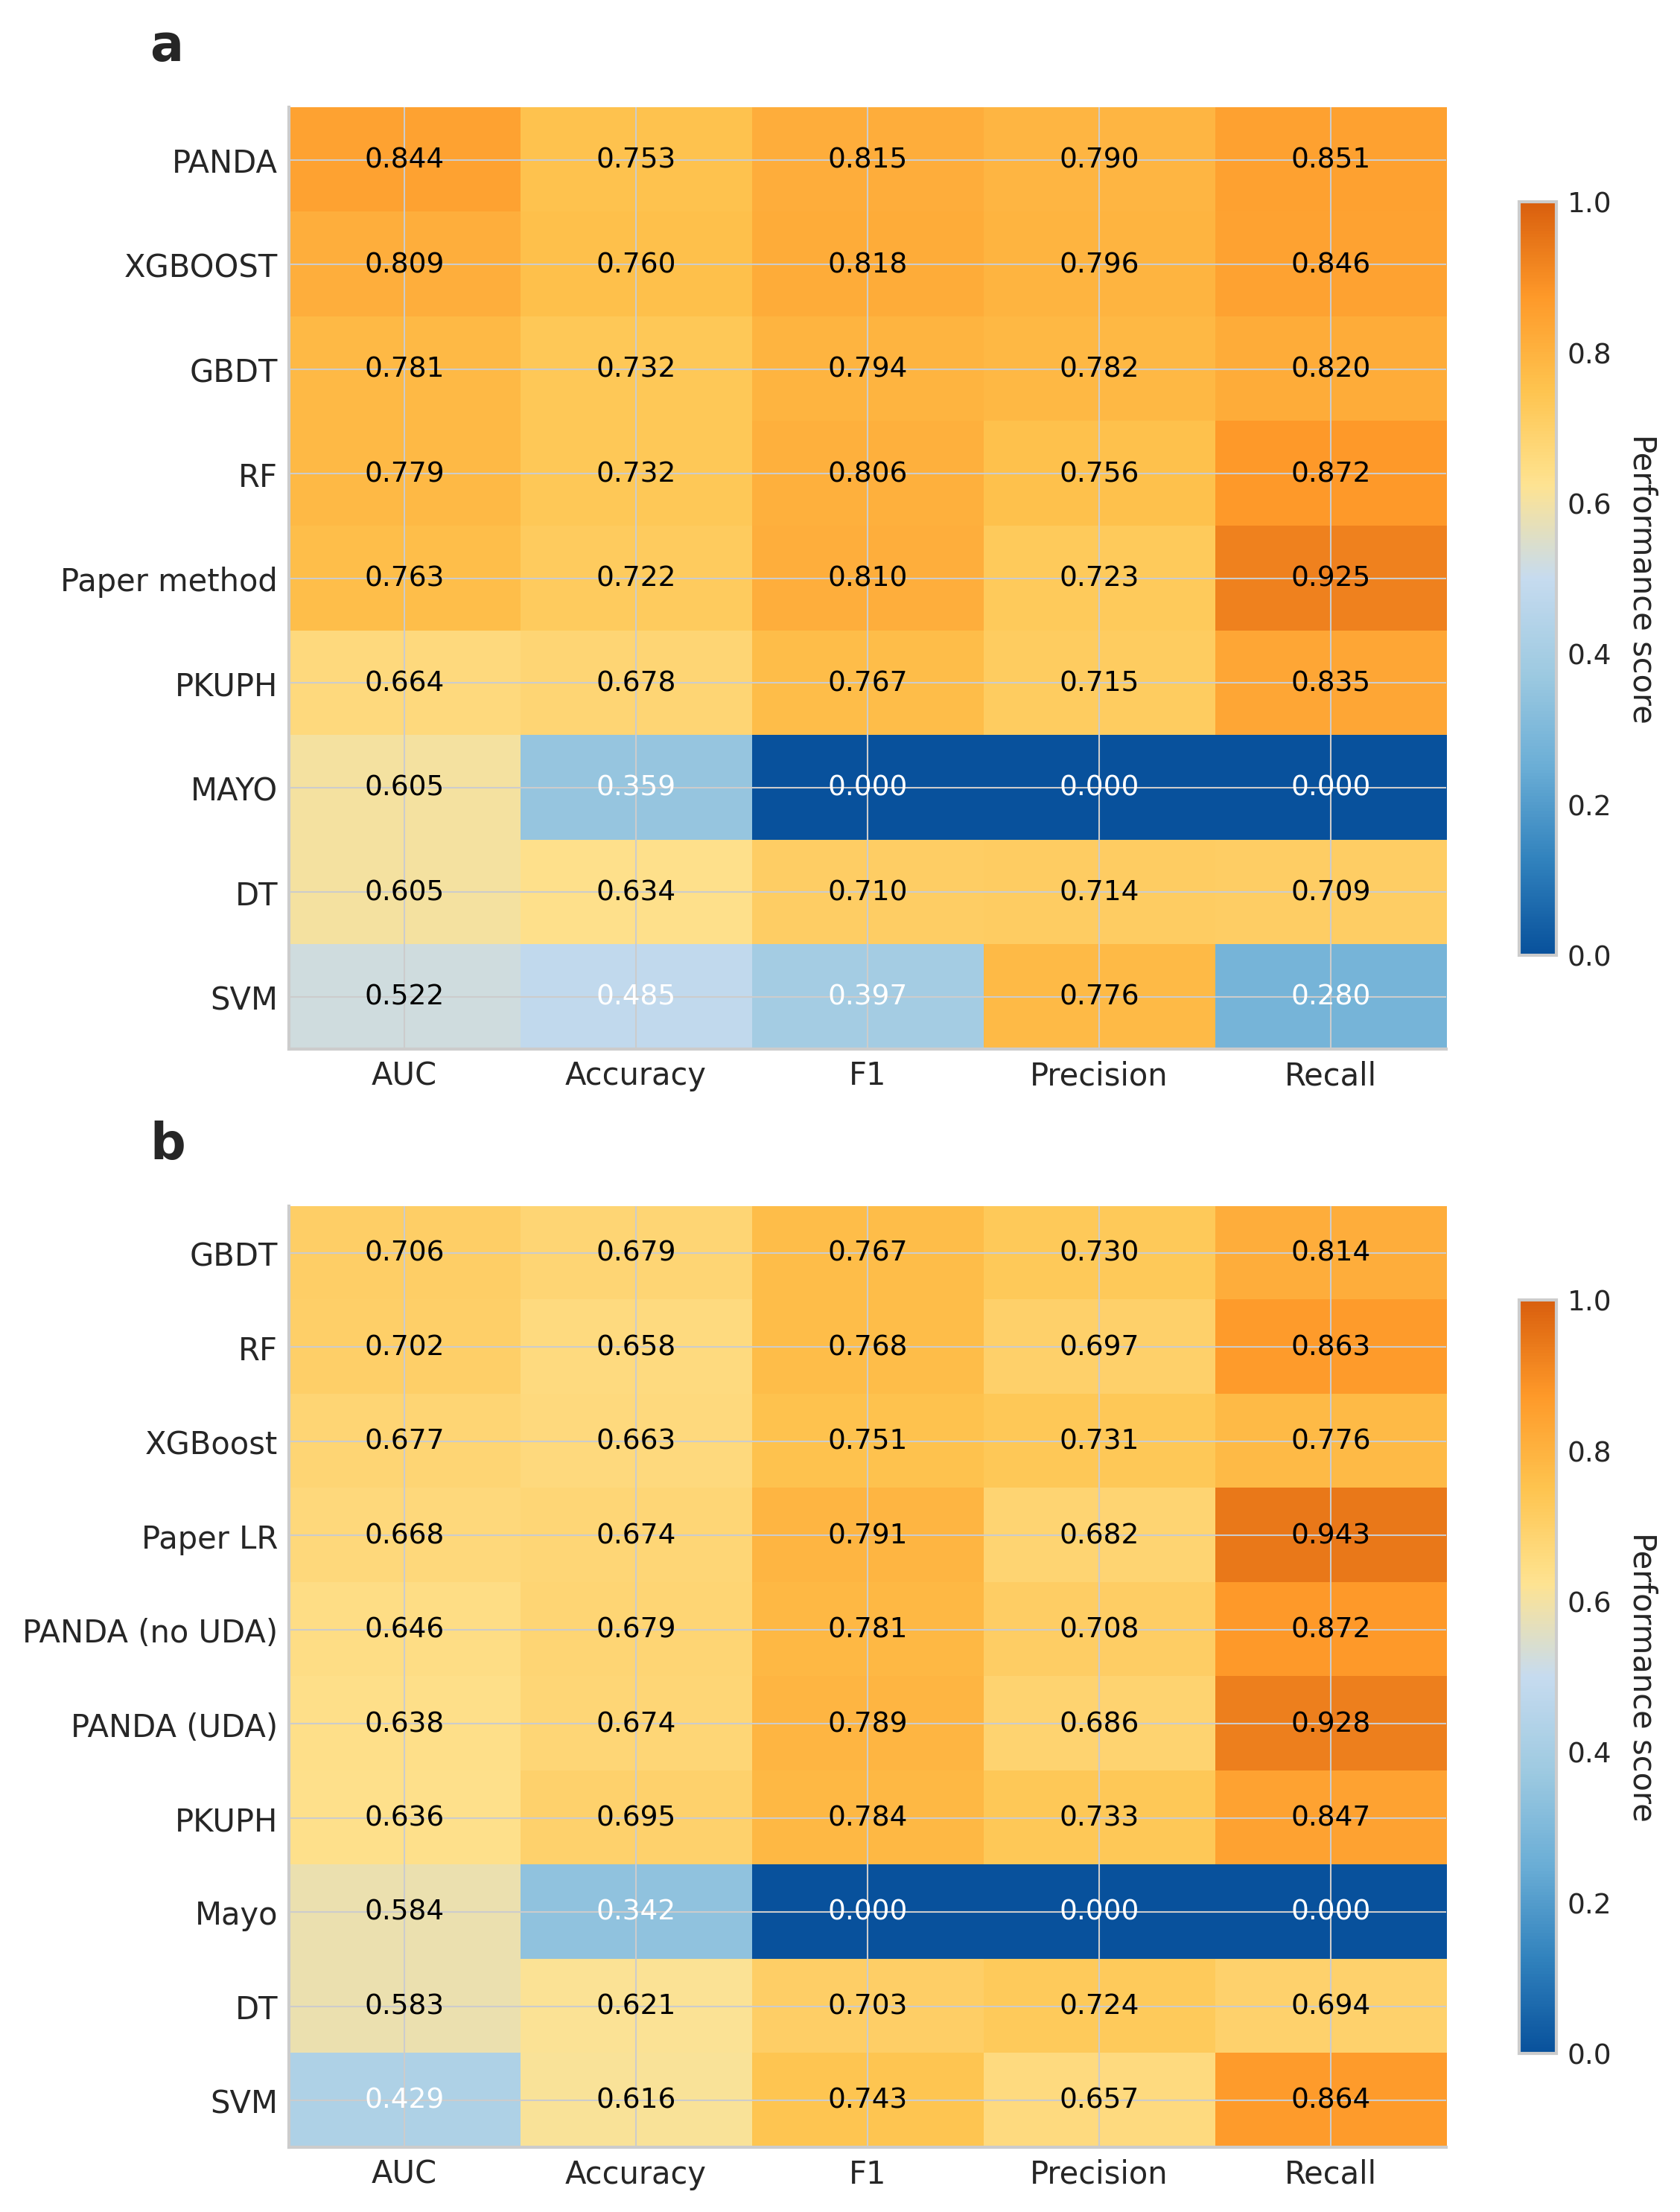 a
PANDA 0.844 0.753 0.815 0.790 0.851
XGBOOST 0.809 0.760 0.818 0.796 0.846
GBDT 0.781 0.732 0.794 0.782 0.820
RF 0.779 0.732 0.806 0.756 0.872
Paper method 0.763 0.722 0.810 0.723 0.925
PKUPH 0.664 0.678 0.767 0.715 0.835
MAYO 0.605 0.359 0.000 0.000 0.000
DT 0.605 0.634 0.710 0.714 0.709
SVM 0.522 0.485 0.397 0.776 0.280
AUC Accuracy F1 Precision Recall
1.0
0.8
0.6
0.4
0.2
0.0
Performance score
b
GBDT 0.706 0.679 0.767 0.730 0.814
RF 0.702 0.658 0.768 0.697 0.863
XGBoost 0.677 0.663 0.751 0.731 0.776
Paper LR 0.668 0.674 0.791 0.682 0.943
PANDA (no UDA) 0.646 0.679 0.781 0.708 0.872
PANDA (UDA) 0.638 0.674 0.789 0.686 0.928
PKUPH 0.636 0.695 0.784 0.733 0.847
Mayo 0.584 0.342 0.000 0.000 0.000
DT 0.583 0.621 0.703 0.724 0.694
SVM 0.429 0.616 0.743 0.657 0.864
AUC Accuracy F1 Precision Recall
1.0
0.8
0.6
0.4
0.2
0.0
Performance score